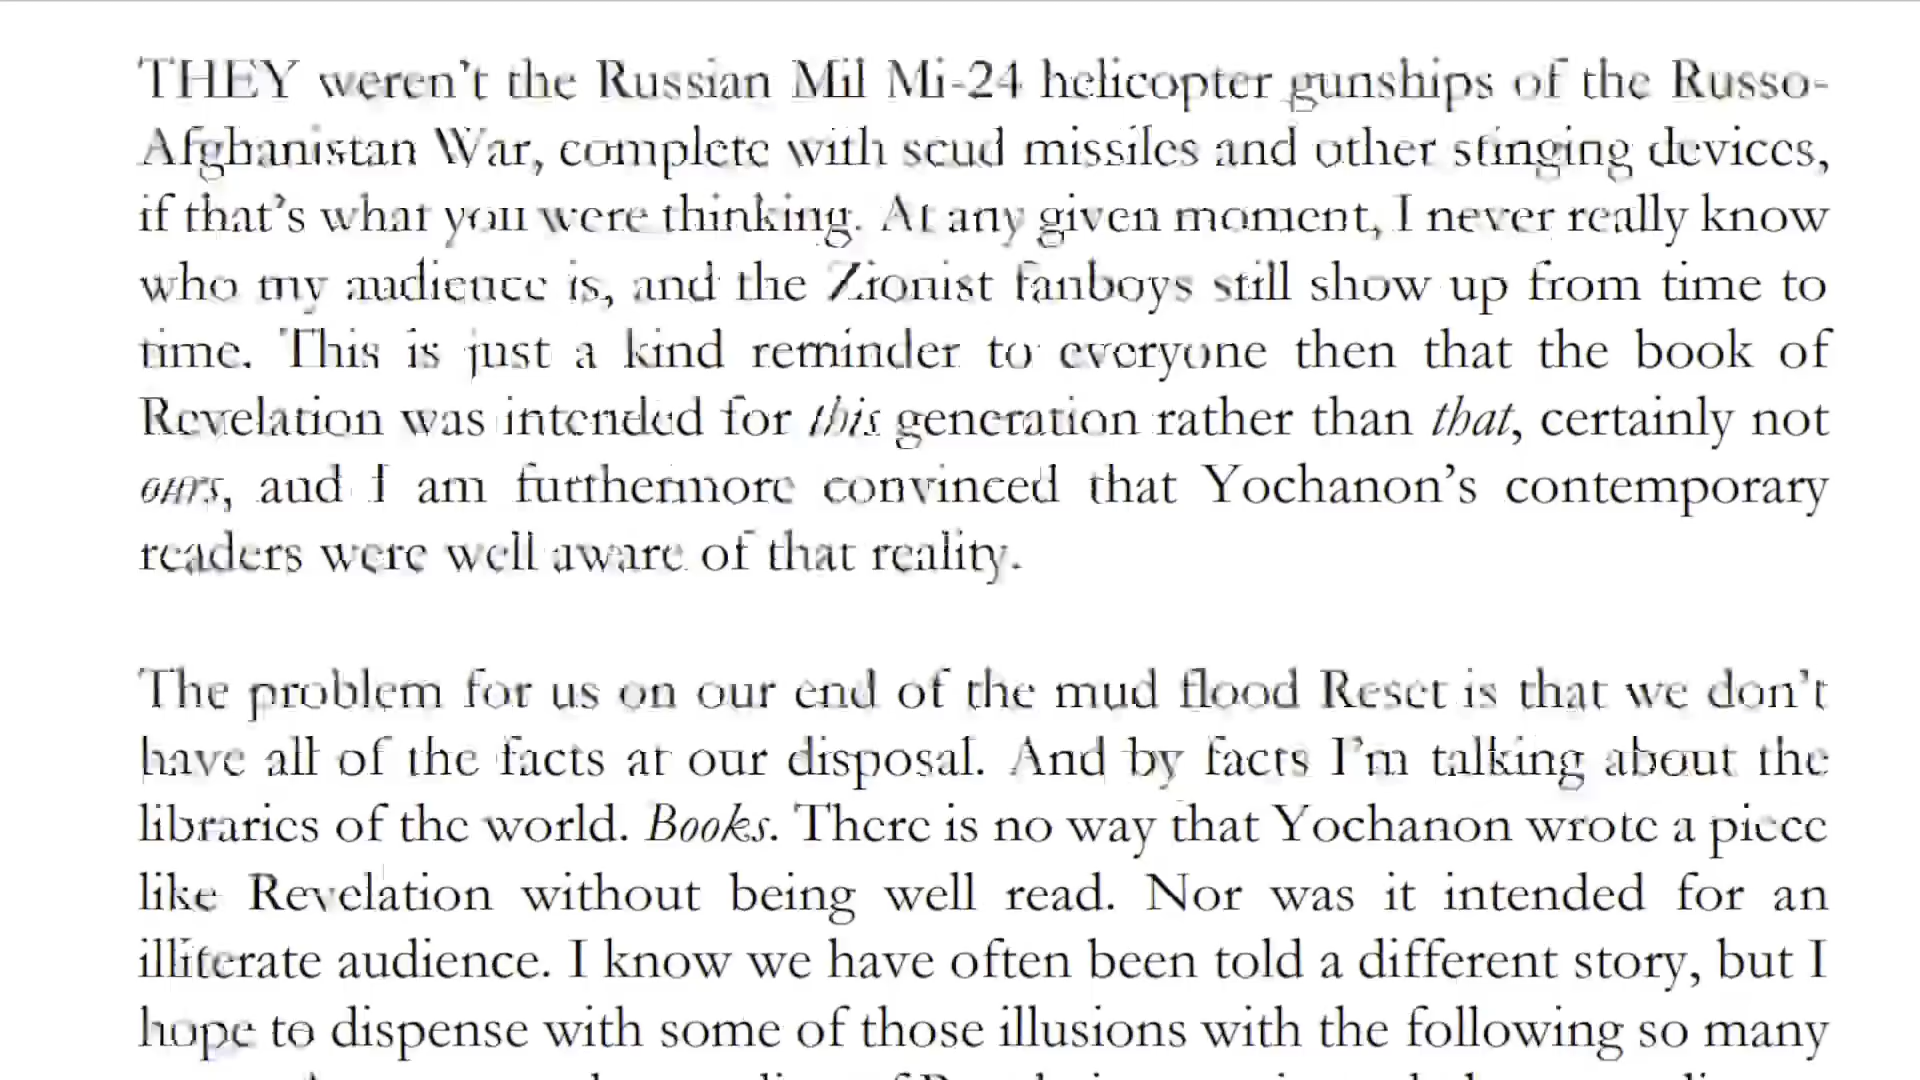 THEY weren't the Russian Mil Mi-24 helicopter gunships of the Russo-
Afghanistan War, complete with scud missiles and other stinging devices,
if that's what you were thinking. At any given moment, I never really know
who my audience is, and the Zionist fanboys still show up from time to
time. This is just a kind reminder to everyone then that the book of
Revelation was intended for this generation rather than that, certainly not
ours, and I am furthermore convinced that Yochanon's contemporary
readers were well aware of that reality.
The problem for us on our end of the mud flood Reset is that we don't
have all of the facts at our disposal. And by facts I'm talking about the
libraries of the world. Books. There is no way that Yochanon wrote a piece
like Revelation without being well read. Nor was it intended for an
illiterate audience. I know we have often been told a different story, but I
hope to dispense with some of those illusions with the following so many